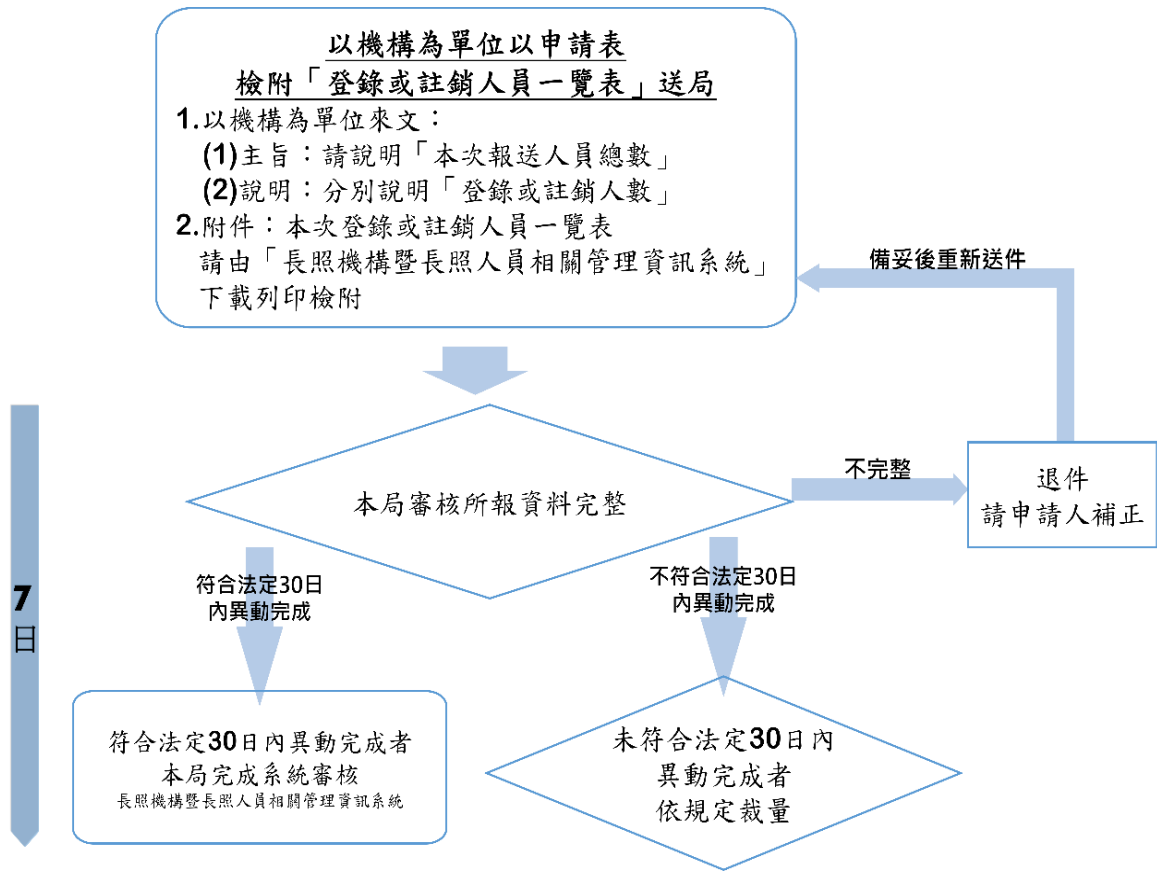 以機構為單位以申請表
檢附「登錄或註銷人員一覽表」送局
1.以機構為單位來文：
(1)主旨：請說明「本次報送人員總數」
(2)說明：分別說明「登錄或註銷人數」
2.附件：本次登錄或註銷人員一覽表
請由「長照機構暨長照人員相關管理資訊系統」
下載列印檢附
備妥後重新送件
本局審核所報資料完整
不完整
退件
請申請人補正
7
日
符合法定30日
內異動完成
不符合法定30日
內異動完成
符合法定30日內異動完成者
本局完成系統審核
長照機構暨長照人員相關管理資訊系統
未符合法定30日內
異動完成者
依規定裁量